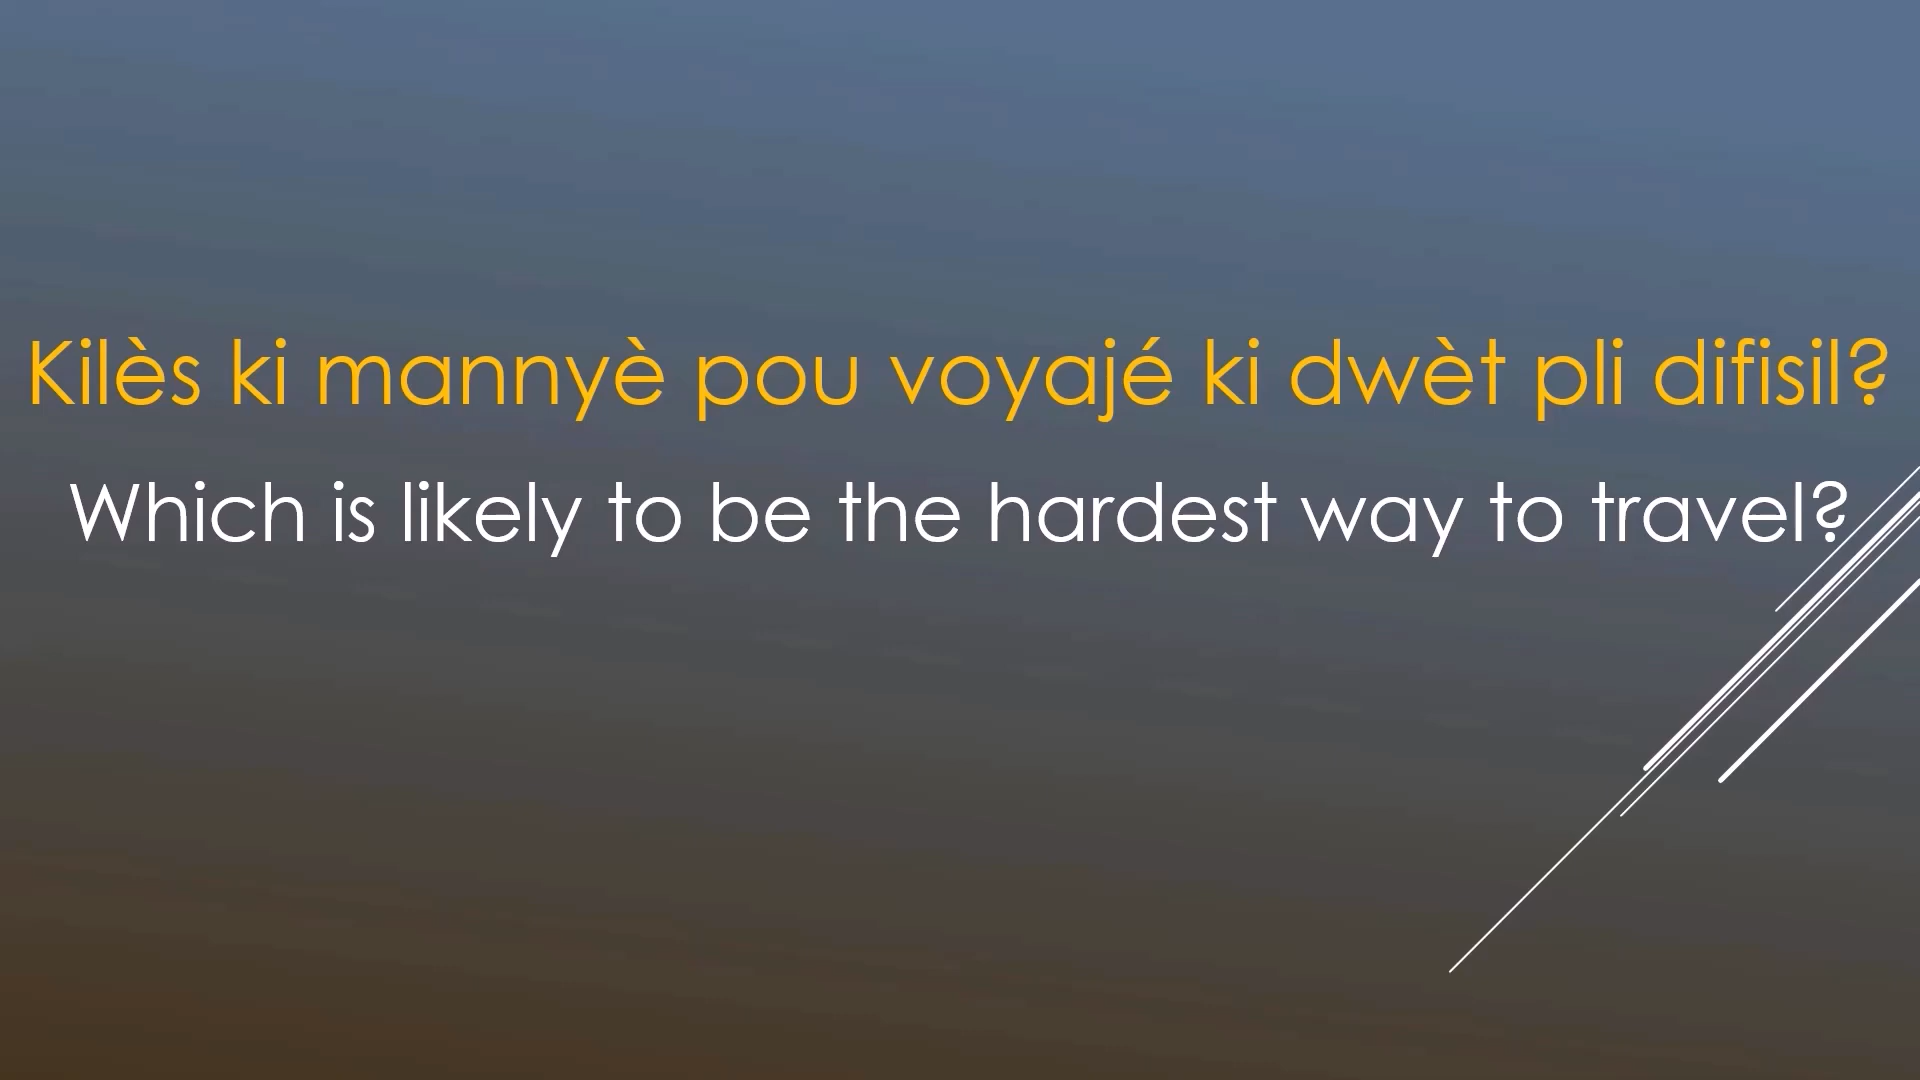 Kilès ki mannyè pou voyajé ki dwèt pli difisil?
Which is likely to be the hardest way to travel?